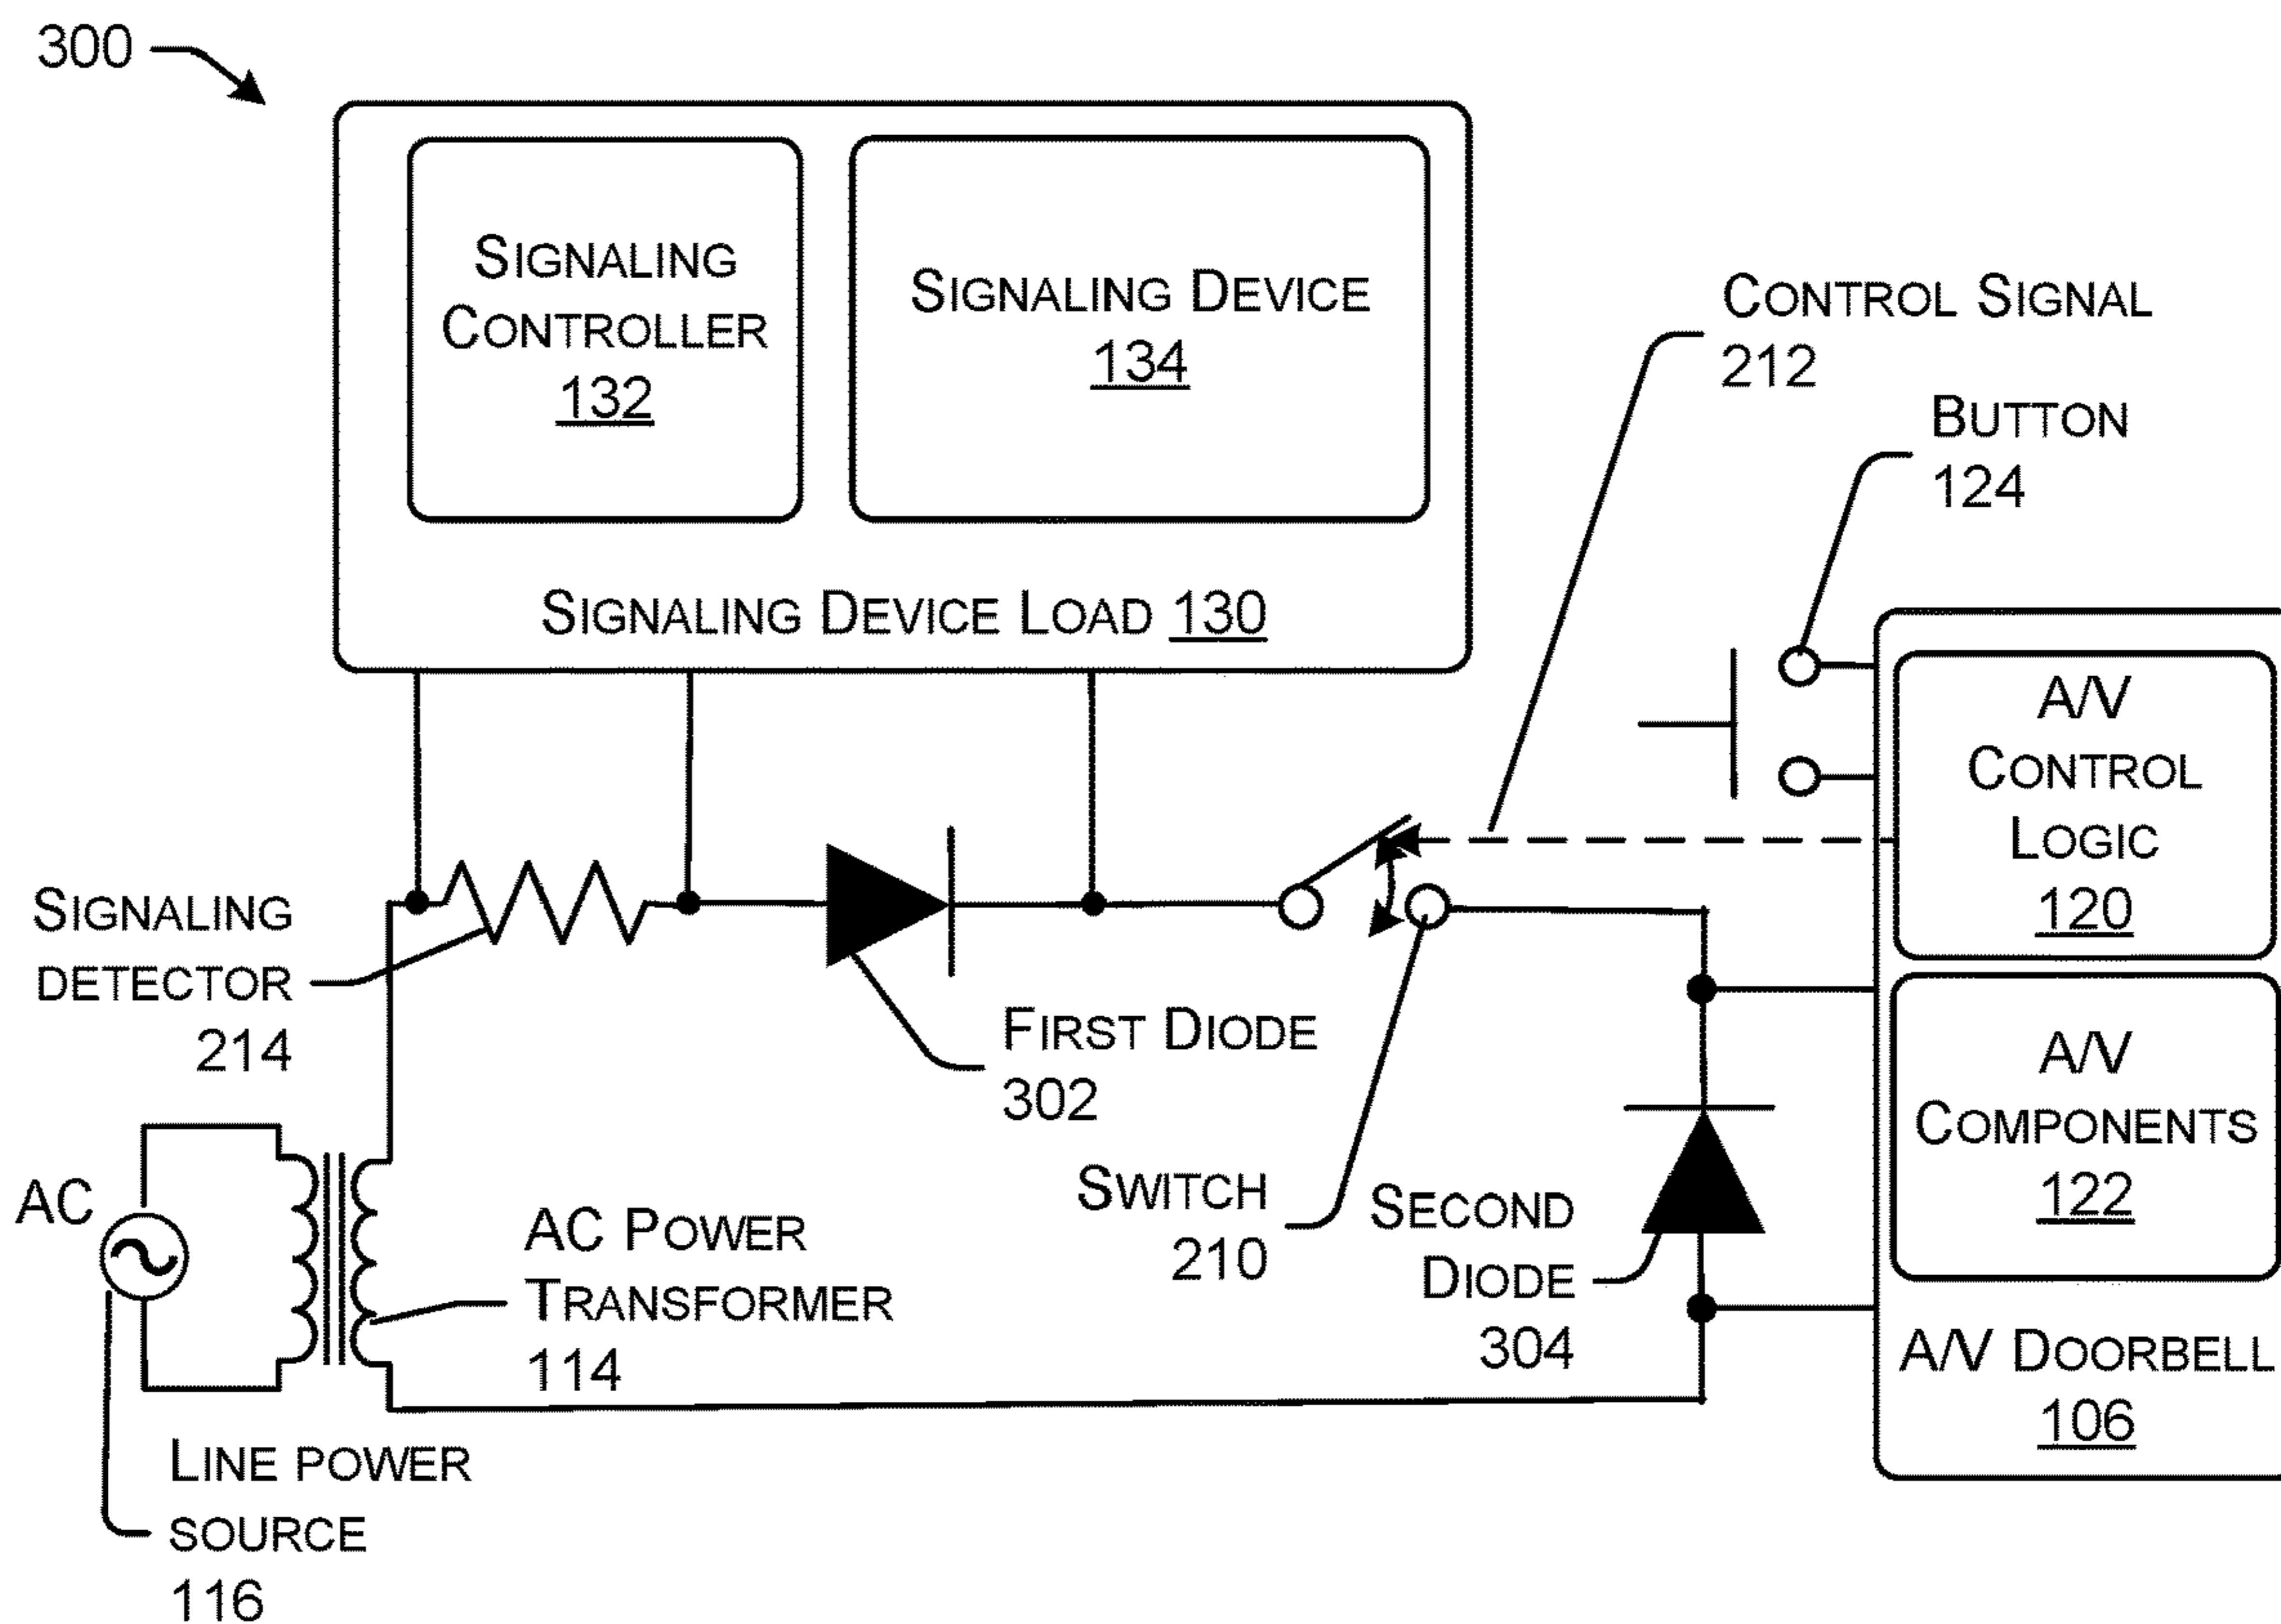 300
SIGNALING
CONTROLLER
132
SIGNALING DEVICE
134
SIGNALING DEVICE LOAD 130
CONTROL SIGNAL
212
BUTTON
124
A/V
CONTROL
LOGIC
120
SIGNALING
DETECTOR
214
FIRST DIODE
302
A/V
COMPONENTS
122
SWITCH
210
SECOND
DIODE
304
AC
AC POWER
TRANSFORMER
114
A/V DOORBELL
106
LINE POWER
SOURCE
116